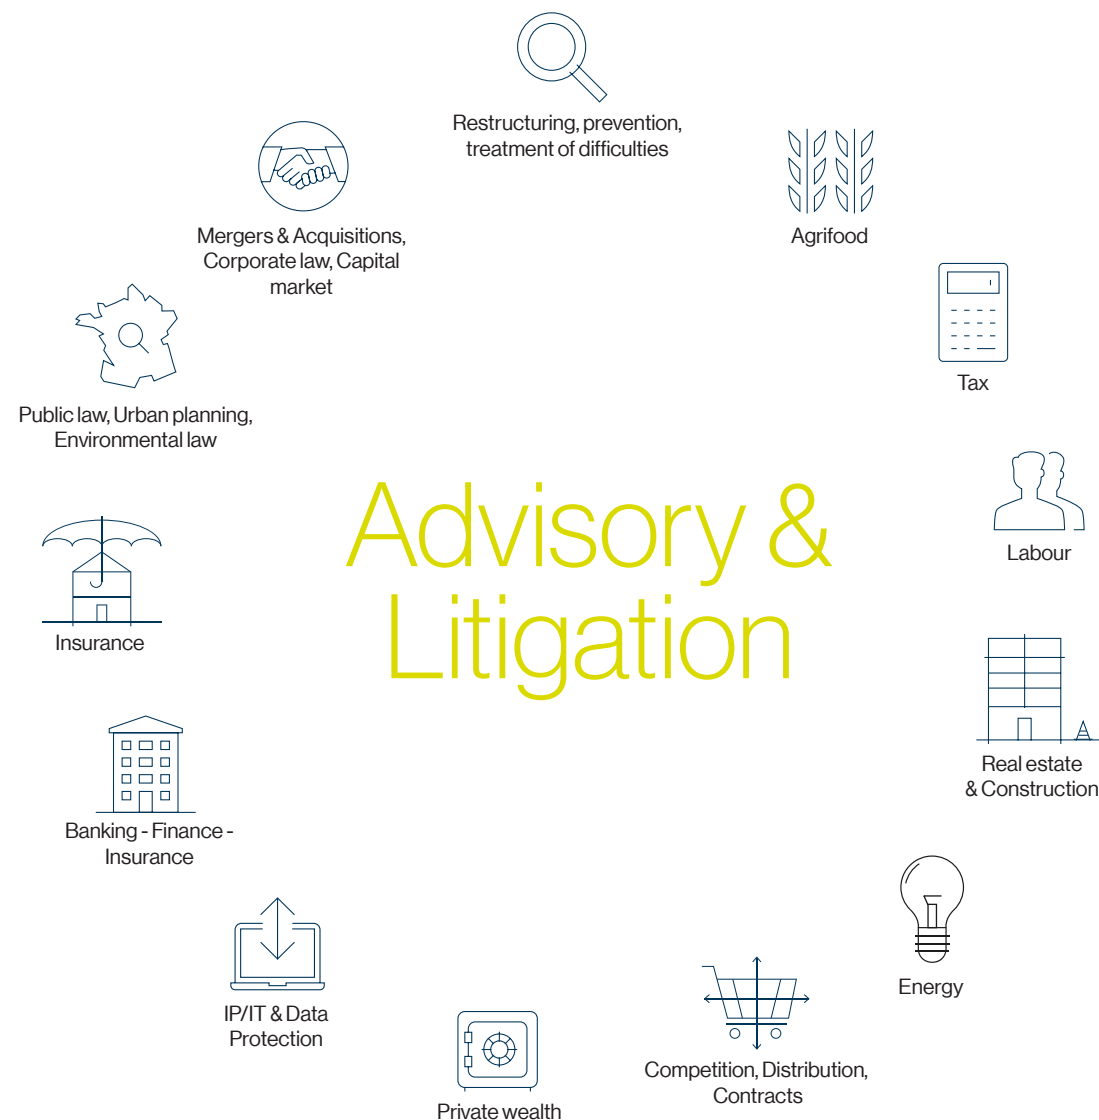 Restructuring, prevention,
treatment of difficulties
Agrifood
Mergers & Acquisitions,
Corporate law, Capital
market
Tax
Public law, Urban planning,
Environmental law
Advisory &
Litigation
Labour
Insurance
Real estate
& Construction
Banking - Finance -
Insurance
Energy
IP/IT & Data
Protection
Competition, Distribution,
Contracts
Private wealth